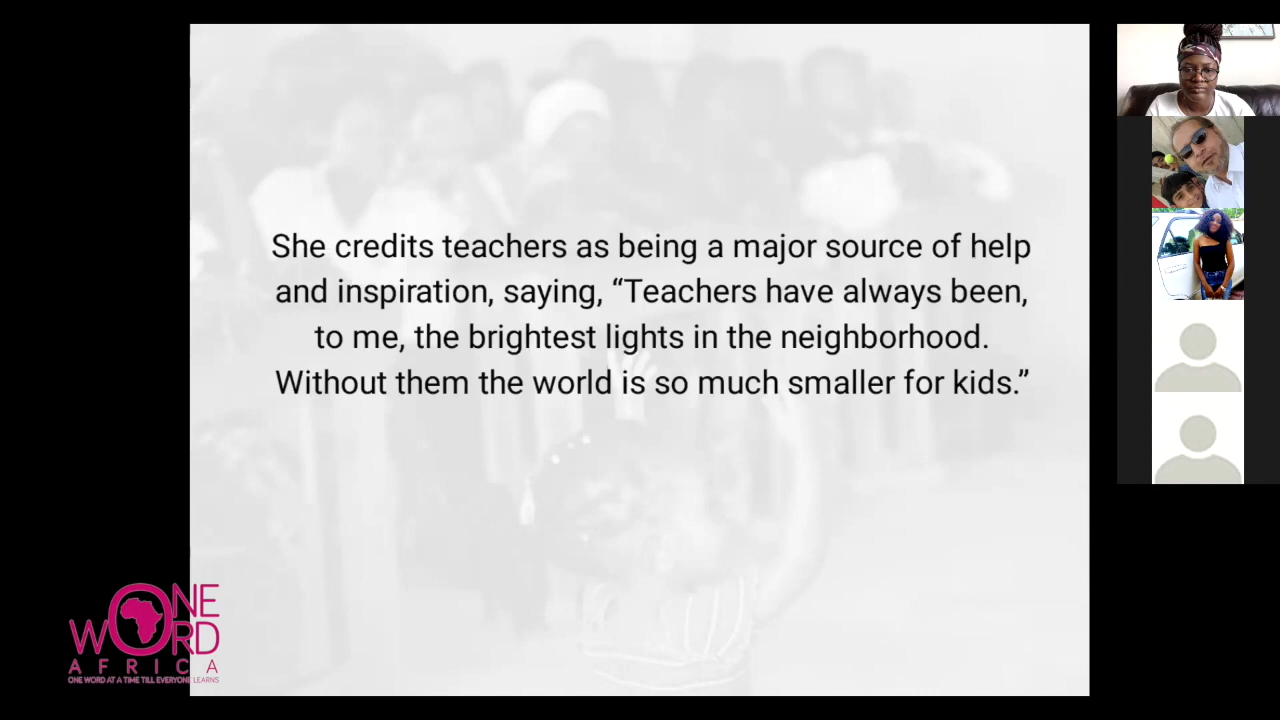 She credits teachers as being a major source of help
and inspiration, saying, “Teachers have always been,
to me, the brightest lights in the neighborhood.
Without them the world is so much smaller for kids.”
ONE
WORD
AFRICA
ONE WORD AT A TIME TILL EVERYONE LEARNS